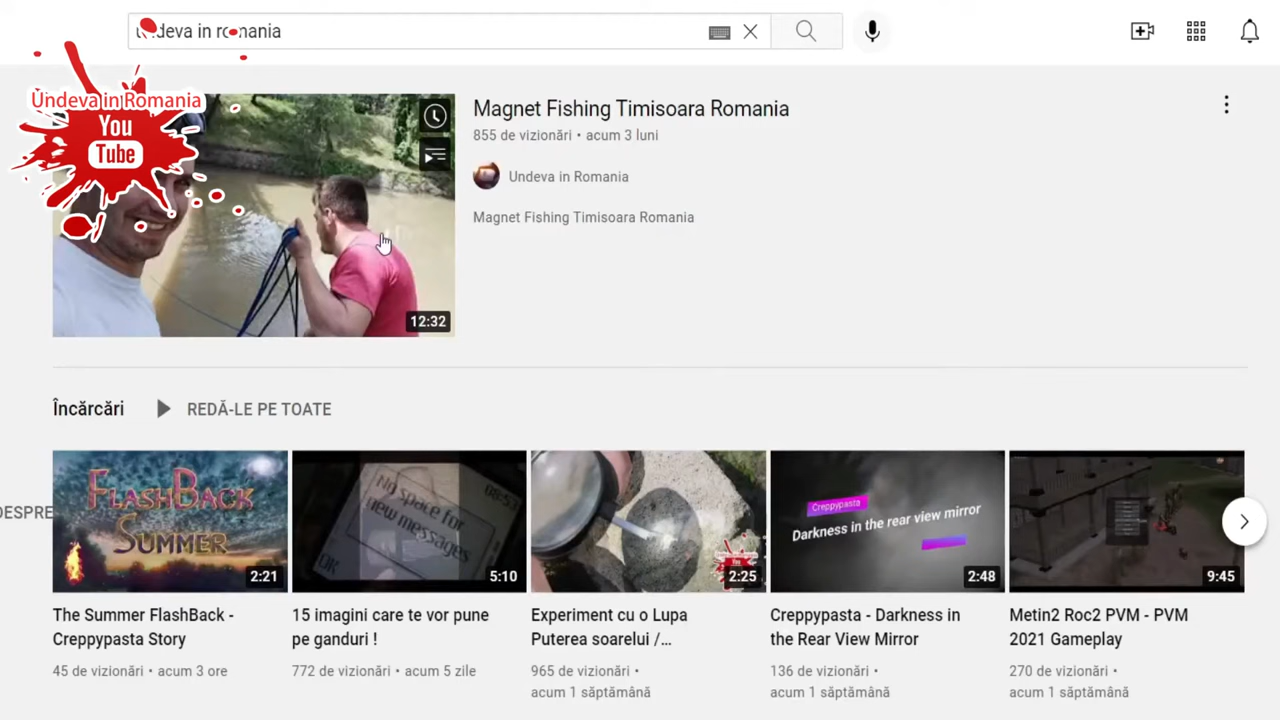 undeva in romania
Undeva in Romania
You
Tube
Magnet Fishing Timisoara Romania
855 de vizionări • acum 3 luni
Undeva in Romania
Magnet Fishing Timisoara Romania
12:32
Încărcări
REDĂ-LE PE TOATE
DESPRE
FLASHBACK
SUMMER
2:21
No space for
new messages
08:53
OK
5:10
2:25
Creppypasta
Darkness in the rear view mirror
2:48
9:45
The Summer FlashBack -
Creppypasta Story
45 de vizionări • acum 3 ore
15 imagini care te vor pune
pe ganduri !
772 de vizionări • acum 5 zile
Experiment cu o Lupa
Puterea soarelui /...
965 de vizionări •
acum 1 săptămână
Creppypasta - Darkness in
the Rear View Mirror
136 de vizionări •
acum 1 săptămână
Metin2 Roc2 PVM - PVM
2021 Gameplay
270 de vizionări •
acum 1 săptămână